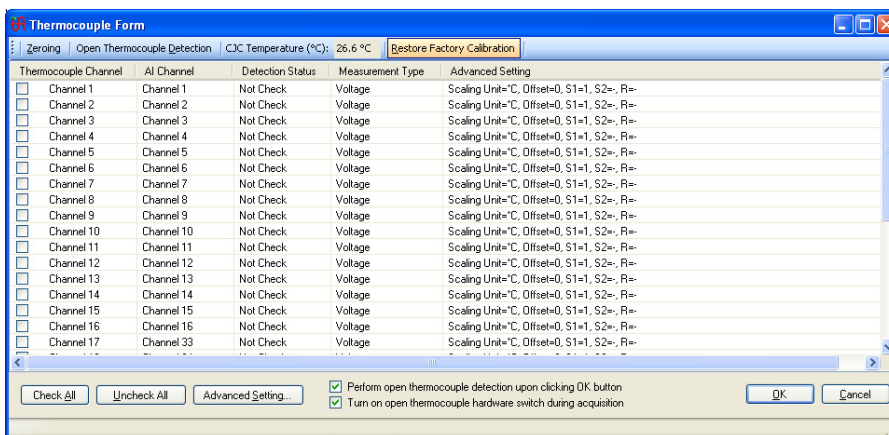 Thermocouple Form
Zeroing Open Thermocouple Detection CJC Temperature (°C): 26.6 °C Restore Factory Calibration
Thermocouple Channel AI Channel Detection Status Measurement Type Advanced Setting
Channel 1 Channel 1 Not Check Voltage Scaling Unit=°C, Offset=0, S1=1, S2=-, R=-
Channel 2 Channel 2 Not Check Voltage Scaling Unit=°C, Offset=0, S1=1, S2=-, R=-
Channel 3 Channel 3 Not Check Voltage Scaling Unit=°C, Offset=0, S1=1, S2=-, R=-
Channel 4 Channel 4 Not Check Voltage Scaling Unit=°C, Offset=0, S1=1, S2=-, R=-
Channel 5 Channel 5 Not Check Voltage Scaling Unit=°C, Offset=0, S1=1, S2=-, R=-
Channel 6 Channel 6 Not Check Voltage Scaling Unit=°C, Offset=0, S1=1, S2=-, R=-
Channel 7 Channel 7 Not Check Voltage Scaling Unit=°C, Offset=0, S1=1, S2=-, R=-
Channel 8 Channel 8 Not Check Voltage Scaling Unit=°C, Offset=0, S1=1, S2=-, R=-
Channel 9 Channel 9 Not Check Voltage Scaling Unit=°C, Offset=0, S1=1, S2=-, R=-
Channel 10 Channel 10 Not Check Voltage Scaling Unit=°C, Offset=0, S1=1, S2=-, R=-
Channel 11 Channel 11 Not Check Voltage Scaling Unit=°C, Offset=0, S1=1, S2=-, R=-
Channel 12 Channel 12 Not Check Voltage Scaling Unit=°C, Offset=0, S1=1, S2=-, R=-
Channel 13 Channel 13 Not Check Voltage Scaling Unit=°C, Offset=0, S1=1, S2=-, R=-
Channel 14 Channel 14 Not Check Voltage Scaling Unit=°C, Offset=0, S1=1, S2=-, R=-
Channel 15 Channel 15 Not Check Voltage Scaling Unit=°C, Offset=0, S1=1, S2=-, R=-
Channel 16 Channel 16 Not Check Voltage Scaling Unit=°C, Offset=0, S1=1, S2=-, R=-
Channel 17 Channel 33 Not Check Voltage Scaling Unit=°C, Offset=0, S1=1, S2=-, R=-
Check All Uncheck All Advanced Setting... Perform open thermocouple detection upon clicking OK button OK Cancel
Turn on open thermocouple hardware switch during acquisition